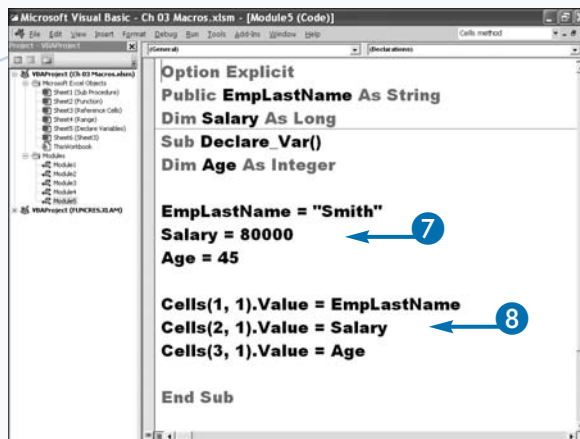 Microsoft Visual Basic - Ch 03 Macros.xlsm - [Module5 (Code)]
File Edit View Insert Format Debug Run Tools Add-Ins Window Help
Cells method
Project - VBAProject
(General)
(Declarations)
VBAProject (Ch 03 Macros.xlsm)
Microsoft Excel Objects
Sheet1 (Sub Procedure)
Sheet2 (Function)
Sheet3 (Reference Cells)
Sheet4 (Range)
Sheet5 (Declare Variables)
Sheet6 (Sheet3)
ThisWorkbook
Modules
Module1
Module2
Module3
Module4
Module5
VBAProject (FUNCRES.XLAM)
Option Explicit
Public EmpLastName As String
Dim Salary As Long
Sub Declare_Var()
Dim Age As Integer
EmpLastName = "Smith"
Salary = 80000
7
Age = 45
Cells(1, 1).Value = EmpLastName
Cells(2, 1).Value = Salary
8
Cells(3, 1).Value = Age
End Sub